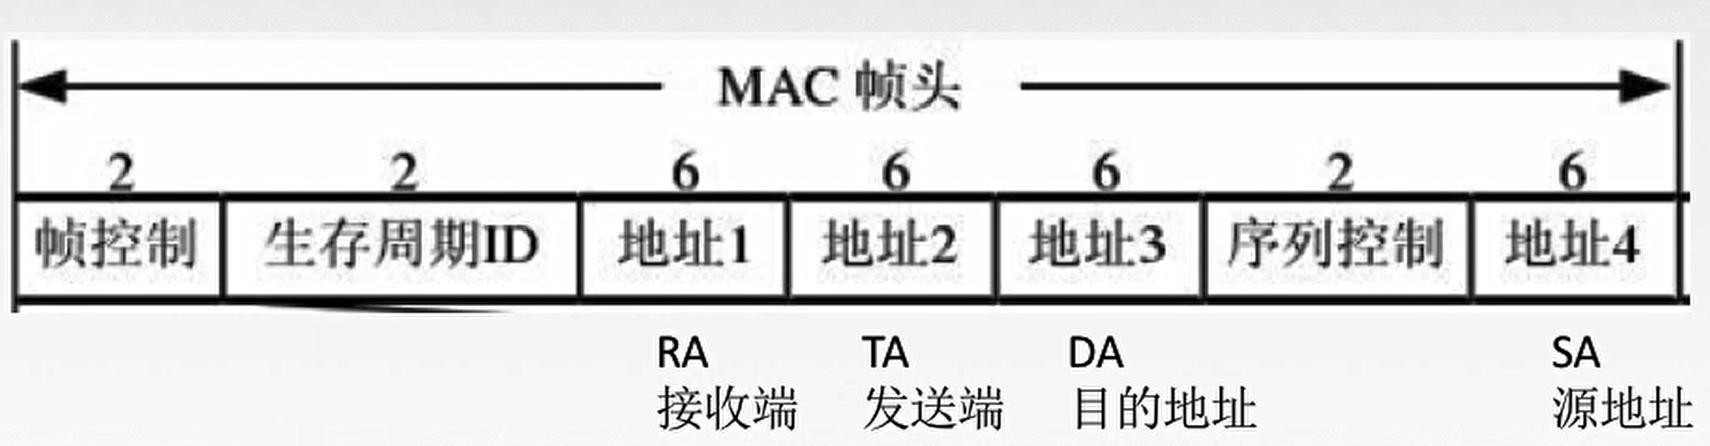 MAC 帧头
2 2 6 6 6 2 6
帧控制 生存周期ID 地址1 地址2 地址3 序列控制 地址4
RA TA DA SA
接收端 发送端 目的地址 源地址